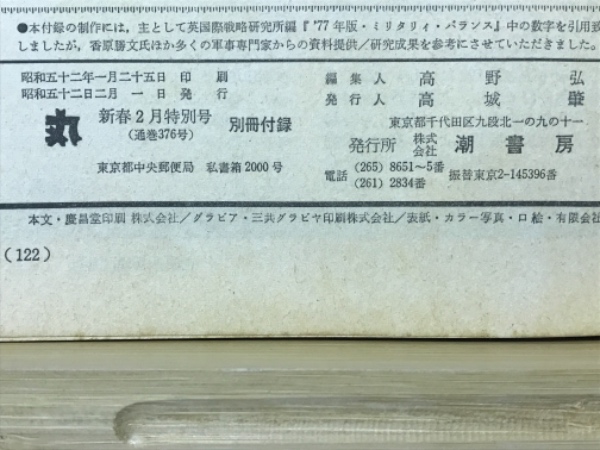 ●本付録の制作には，主として英国国際戦略研究所編『'77年版・ミリタリィ・バランス』中の数字を引用致
しましたが，香原勝文氏ほか多くの軍事専門家からの資料提供／研究成果を参考にさせていただきました。
昭和五十二年一月二十五日 印 刷
昭和五十二日二月 一日 発 行
丸 新春2月特別号 別冊付録
（通巻376号）
東京都中央郵便局 私書箱2000号
編 集 人 高 野 弘
発 行 人 高 城 肇
東京都千代田区九段北一の九の十一
発行所 株式会社 潮 書 房
電話 (265) 8651～5番 振替東京2-145396番
(261) 2834番
本文・慶昌堂印刷 株式会社／グラビア・三共グラビヤ印刷株式会社／表紙・カラー写真・口絵・有限会社
(122)